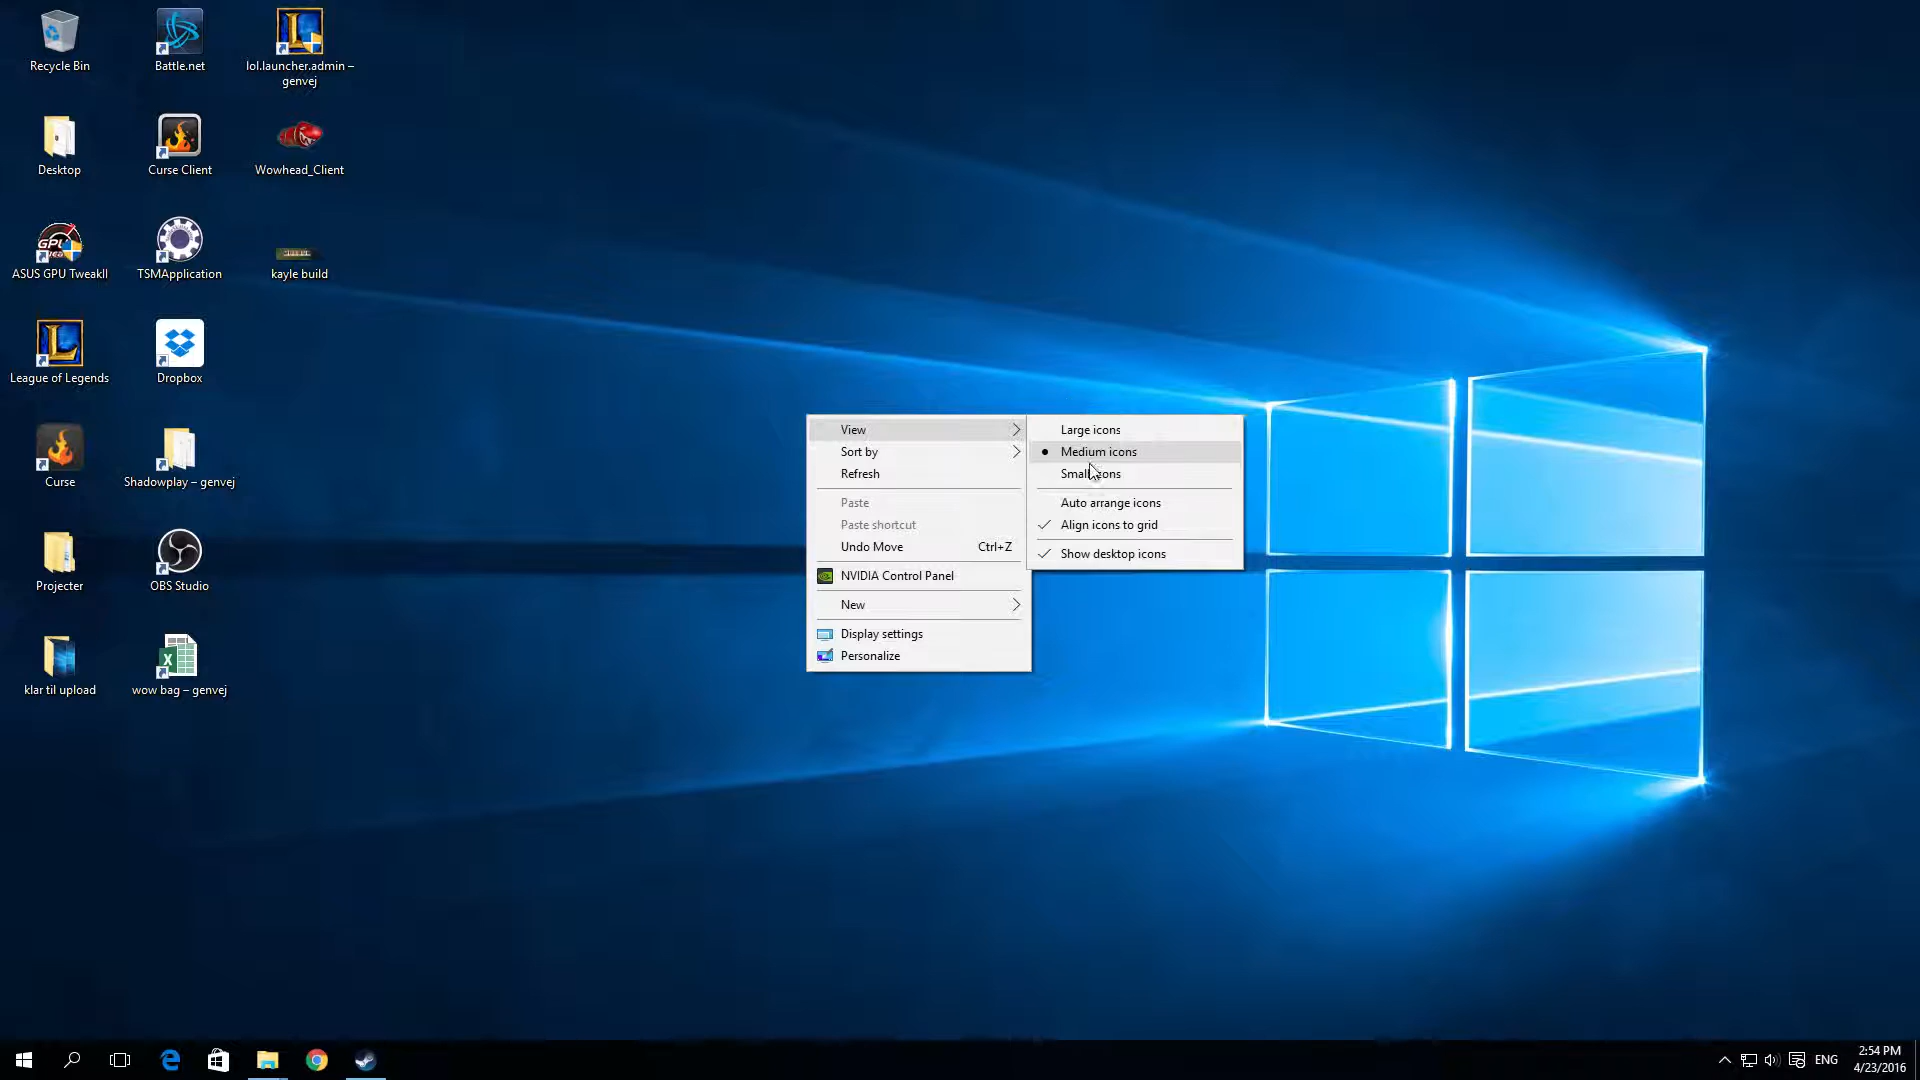 Recycle Bin
Battle.net
lol.launcher.admin –
genvej
Desktop
Curse Client
Wowhead_Client
ASUS GPU TweakII
TSMApplication
kayle build
League of Legends
Dropbox
Curse
Shadowplay – genvej
Projecter
OBS Studio
klar til upload
wow bag – genvej
View
Sort by
Refresh
Paste
Paste shortcut
Undo Move Ctrl+Z
NVIDIA Control Panel
New
Display settings
Personalize
Large icons
Medium icons
Small icons
Auto arrange icons
Align icons to grid
Show desktop icons
ENG
2:54 PM
4/23/2016